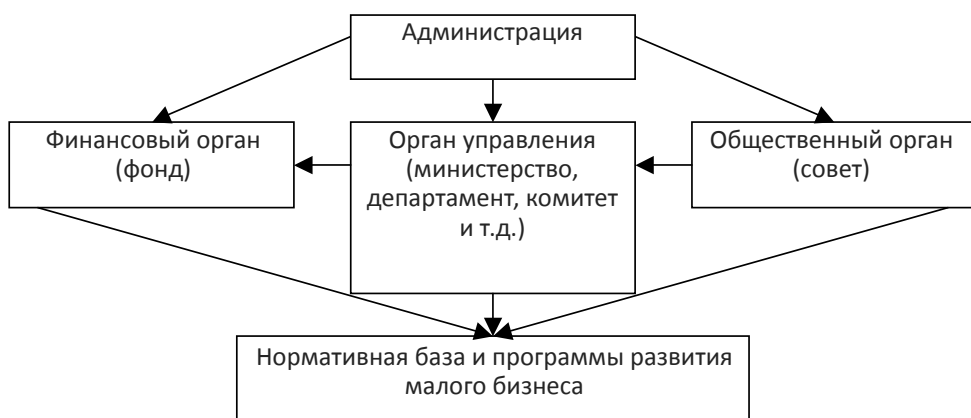 Администрация
Финансовый орган
(фонд)
Орган управления
(министерство,
департамент, комитет
и т.д.)
Общественный орган
(совет)
Нормативная база и программы развития
малого бизнеса